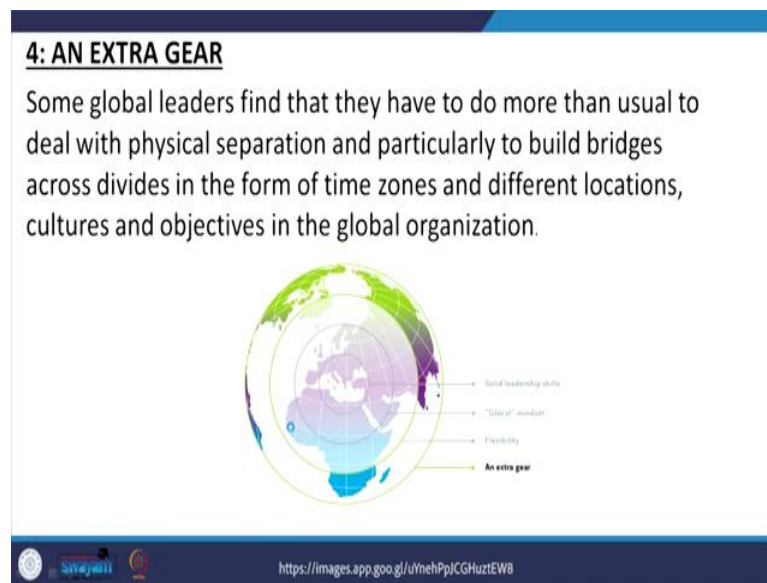 4: AN EXTRA GEAR
Some global leaders find that they have to do more than usual to
deal with physical separation and particularly to build bridges
across divides in the form of time zones and different locations,
cultures and objectives in the global organization.
Solid leadership skills
"Glocal" mindset
Flexibility
An extra gear
swayam
https://images.app.goo.gl/uYnehPpJCGHuztEW8